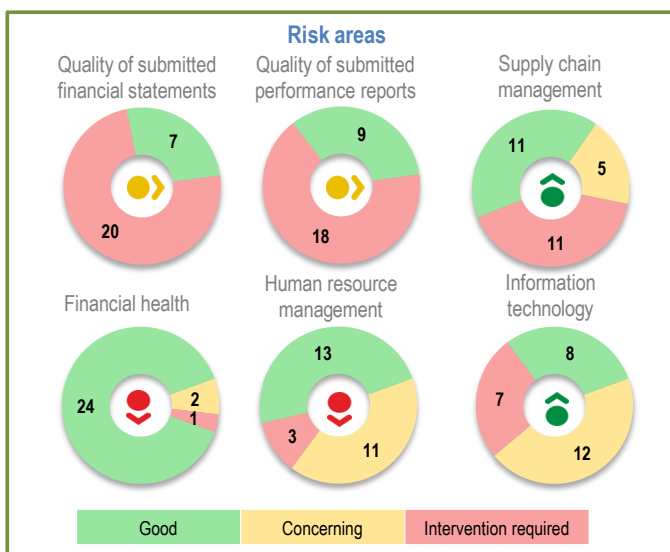 Risk areas
Quality of submitted
financial statements
7
20
Quality of submitted
performance reports
9
18
Supply chain
management
11
5
11
Financial health
24
2
1
Human resource
management
13
3
11
Information
technology
8
7
12
Good
Concerning
Intervention required